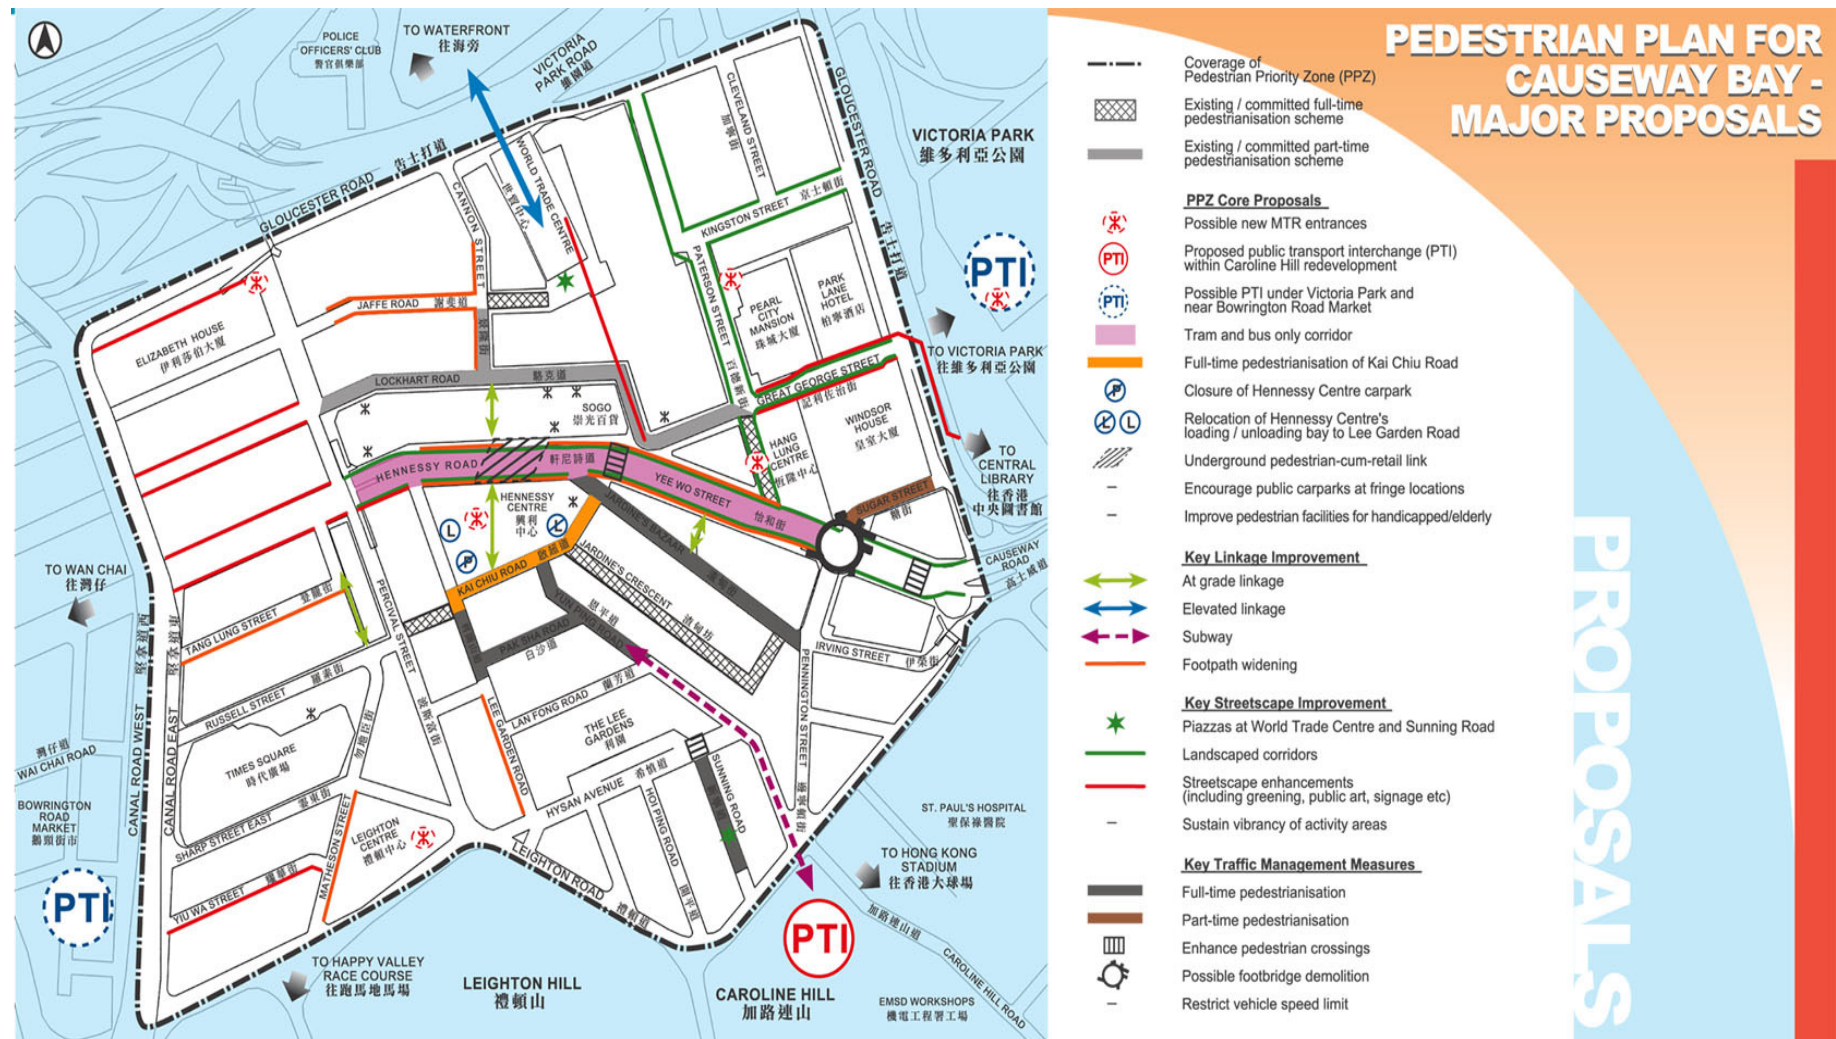 PEDESTRIAN PLAN FOR
CAUSEWAY BAY -
MAJOR PROPOSALS
Coverage of
Pedestrian Priority Zone (PPZ)
Existing / committed full-time
pedestrianisation scheme
Existing / committed part-time
pedestrianisation scheme
PPZ Core Proposals
Possible new MTR entrances
PTI
Proposed public transport interchange (PTI)
within Caroline Hill redevelopment
PTI
Possible PTI under Victoria Park and
near Bowrington Road Market
Tram and bus only corridor
Full-time pedestrianisation of Kai Chiu Road
P
Closure of Hennessy Centre carpark
L L
Relocation of Hennessy Centre's
loading / unloading bay to Lee Garden Road
Underground pedestrian-cum-retail link
– Encourage public carparks at fringe locations
– Improve pedestrian facilities for handicapped/elderly
Key Linkage Improvement
At grade linkage
Elevated linkage
Subway
Footpath widening
Key Streetscape Improvement
Piazzas at World Trade Centre and Sunning Road
Landscaped corridors
Streetscape enhancements
(including greening, public art, signage etc)
– Sustain vibrancy of activity areas
Key Traffic Management Measures
Full-time pedestrianisation
Part-time pedestrianisation
Enhance pedestrian crossings
Possible footbridge demolition
– Restrict vehicle speed limit
PROPOSALS
POLICE
OFFICERS' CLUB
警官俱樂部
TO WATERFRONT
往海旁
VICTORIA
PARK ROAD
維園道
GLOUCESTER ROAD
告士打道
GLOUCESTER ROAD
告士打道
VICTORIA PARK
維多利亞公園
CLEVELAND STREET
加寧街
WORLD TRADE CENTRE
世貿中心
CANNON STREET
KINGSTON STREET 京士頓街
PATERSON STREET
百德新街
PEARL
CITY
MANSION
珠城大廈
PARK
LANE
HOTEL
柏寧酒店
PTI
TO VICTORIA PARK
往維多利亞公園
JAFFE ROAD 謝斐道
ELIZABETH HOUSE
伊利莎伯大廈
LOCKHART ROAD 駱克道
SOGO
崇光百貨
GREAT GEORGE STREET
記利佐治街
WINDSOR
HOUSE
皇室大廈
HANG
LUNG
CENTRE
恆隆中心
TO
CENTRAL
LIBRARY
往香港
中央圖書館
HENNESSY ROAD 軒尼詩道
YEE WO STREET 怡和街
SUGAR STREET
糖街
HENNESSY
CENTRE
興利
中心
L
L
P
KAI CHIU ROAD 啟超道
JARDINE'S BAZAAR 渣甸街
JARDINE'S CRESCENT
渣甸坊
CAUSEWAY
ROAD
高士威道
TO WAN CHAI
往灣仔
TANG LUNG STREET 登龍街
PERCIVAL STREET
波斯富街
YUN PING ROAD
恩平道
PAK SHA ROAD
白沙道
IRVING STREET 伊榮街
PENNINGTON STREET
CANAL ROAD WEST 堅拿道西
CANAL ROAD EAST 堅拿道東
RUSSELL STREET 羅素街
LAN FONG ROAD 蘭芳道
THE LEE
GARDENS
利園
LEE GARDEN ROAD
灣仔道
WAI CHAI ROAD
TIMES SQUARE
時代廣場
勿地臣街
HYSAN AVENUE 希慎道
SUNNING ROAD
HOI PING ROAD
開平道
BOWRINGTON
ROAD
MARKET
鵝頸街市
SHARP STREET EAST 霎東街
MATHESON STREET
LEIGHTON
CENTRE
禮頓中心
LEIGHTON ROAD
禮頓道
ST. PAUL'S HOSPITAL
聖保祿醫院
TO HONG KONG
STADIUM
往香港大球場
PTI
YIU WA STREET 耀華街
TO HAPPY VALLEY
RACE COURSE
往跑馬地馬場
LEIGHTON HILL
禮頓山
PTI
CAROLINE HILL
加路連山
加路連山道
CAROLINE HILL ROAD
EMSD WORKSHOPS
機電工程署工場